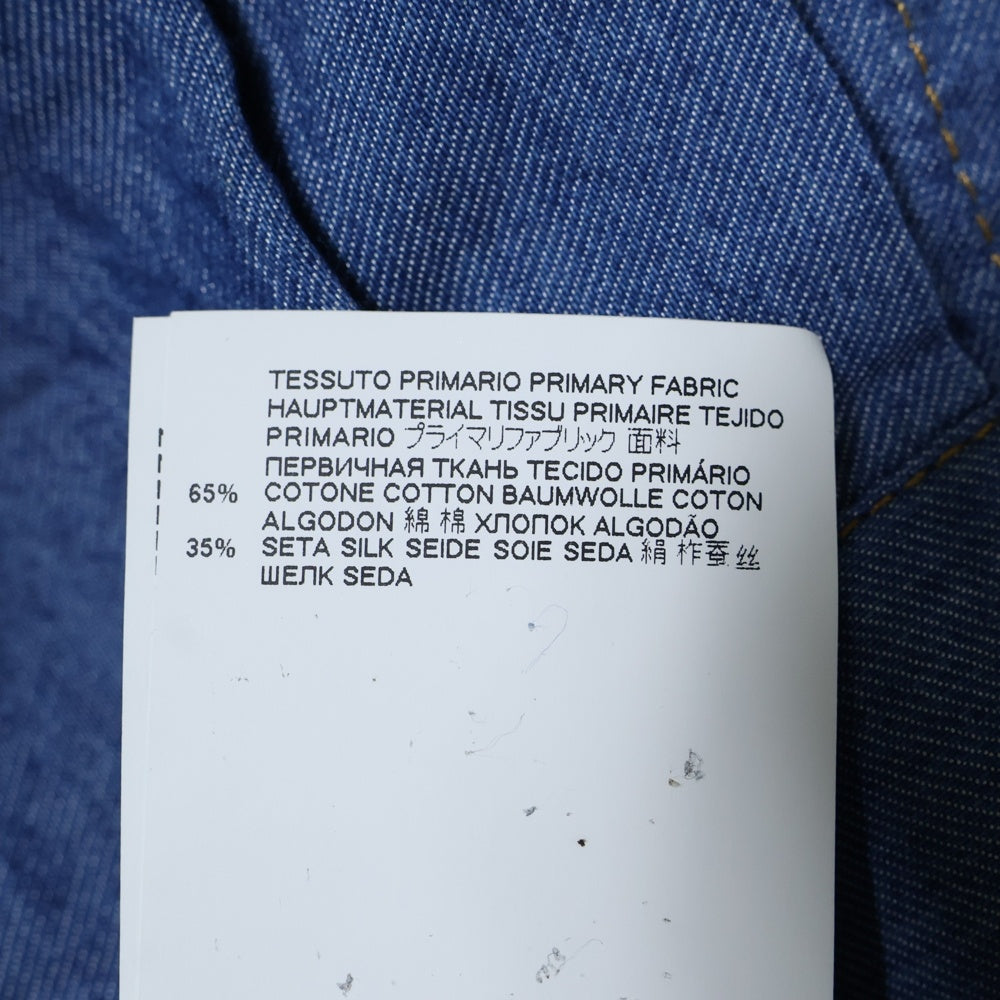 TESSUTO PRIMARIO PRIMARY FABRIC
HAUPTMATERIAL TISSU PRIMAIRE TEJIDO
PRIMARIO プライマリファブリック 面料
ПЕРВИЧНАЯ ТКАНЬ TECIDO PRIMÁRIO
65% COTONE COTTON BAUMWOLLE COTON
ALGODON 綿 棉 ХЛОПОК ALGODÃO
35% SETA SILK SEIDE SOIE SEDA 絹 柞蚕丝
ШЕЛК SEDA